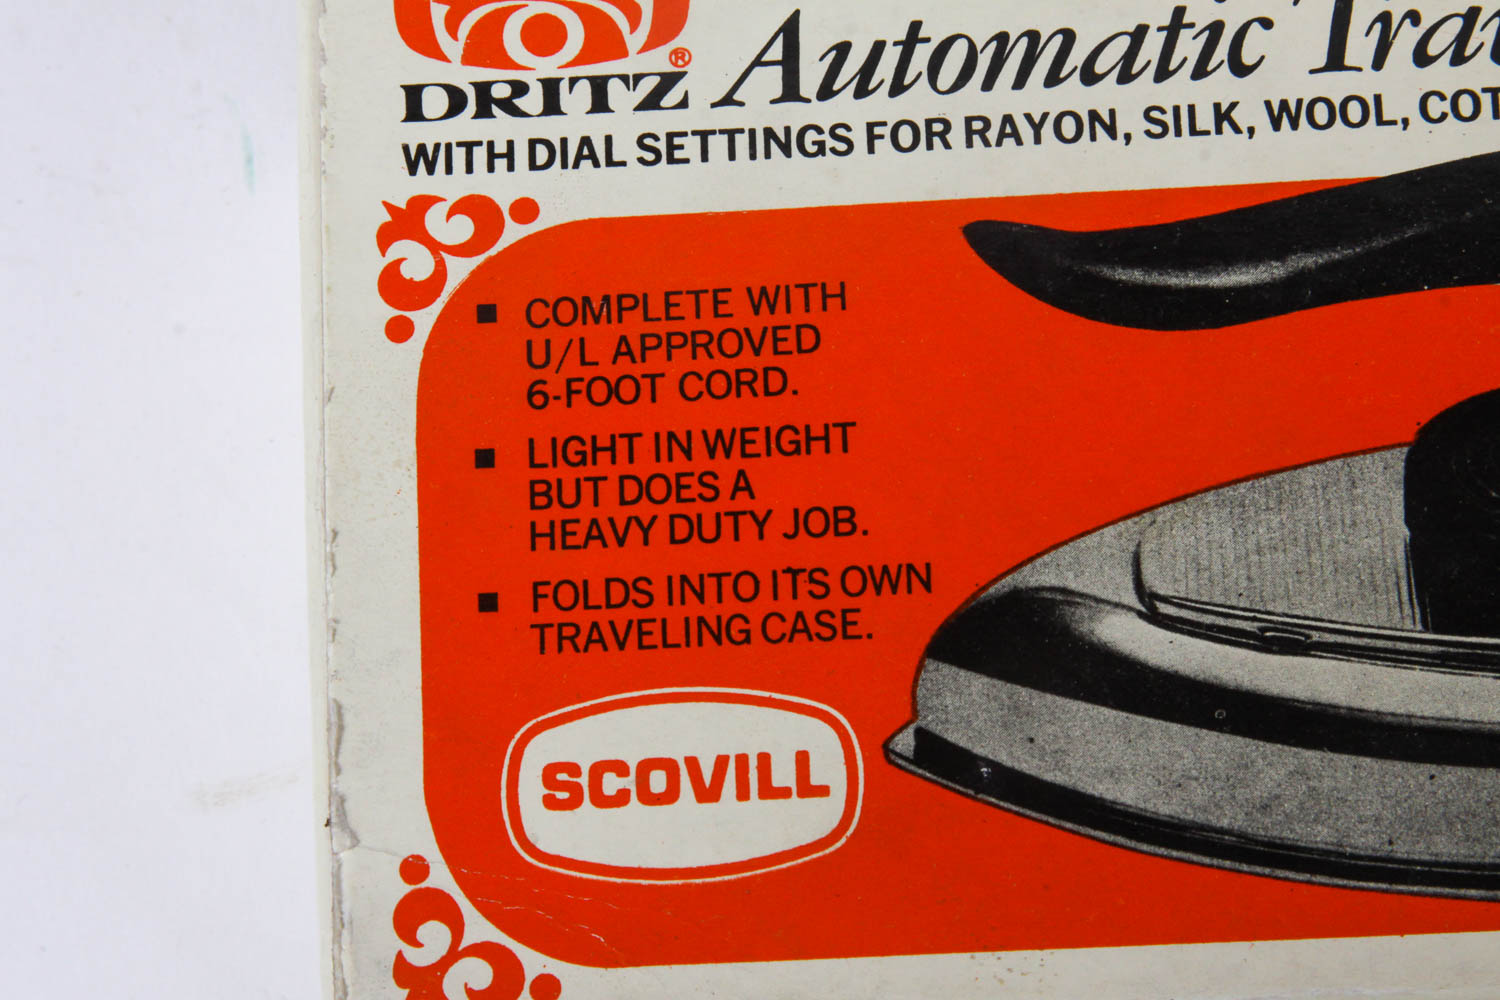 DRITZ® Automatic
WITH DIAL SETTINGS FOR RAYON, SILK, WOOL,
■ COMPLETE WITH
U/L APPROVED
6-FOOT CORD.
■ LIGHT IN WEIGHT
BUT DOES A
HEAVY DUTY JOB.
■ FOLDS INTO ITS OWN
TRAVELING CASE.
SCOVILL